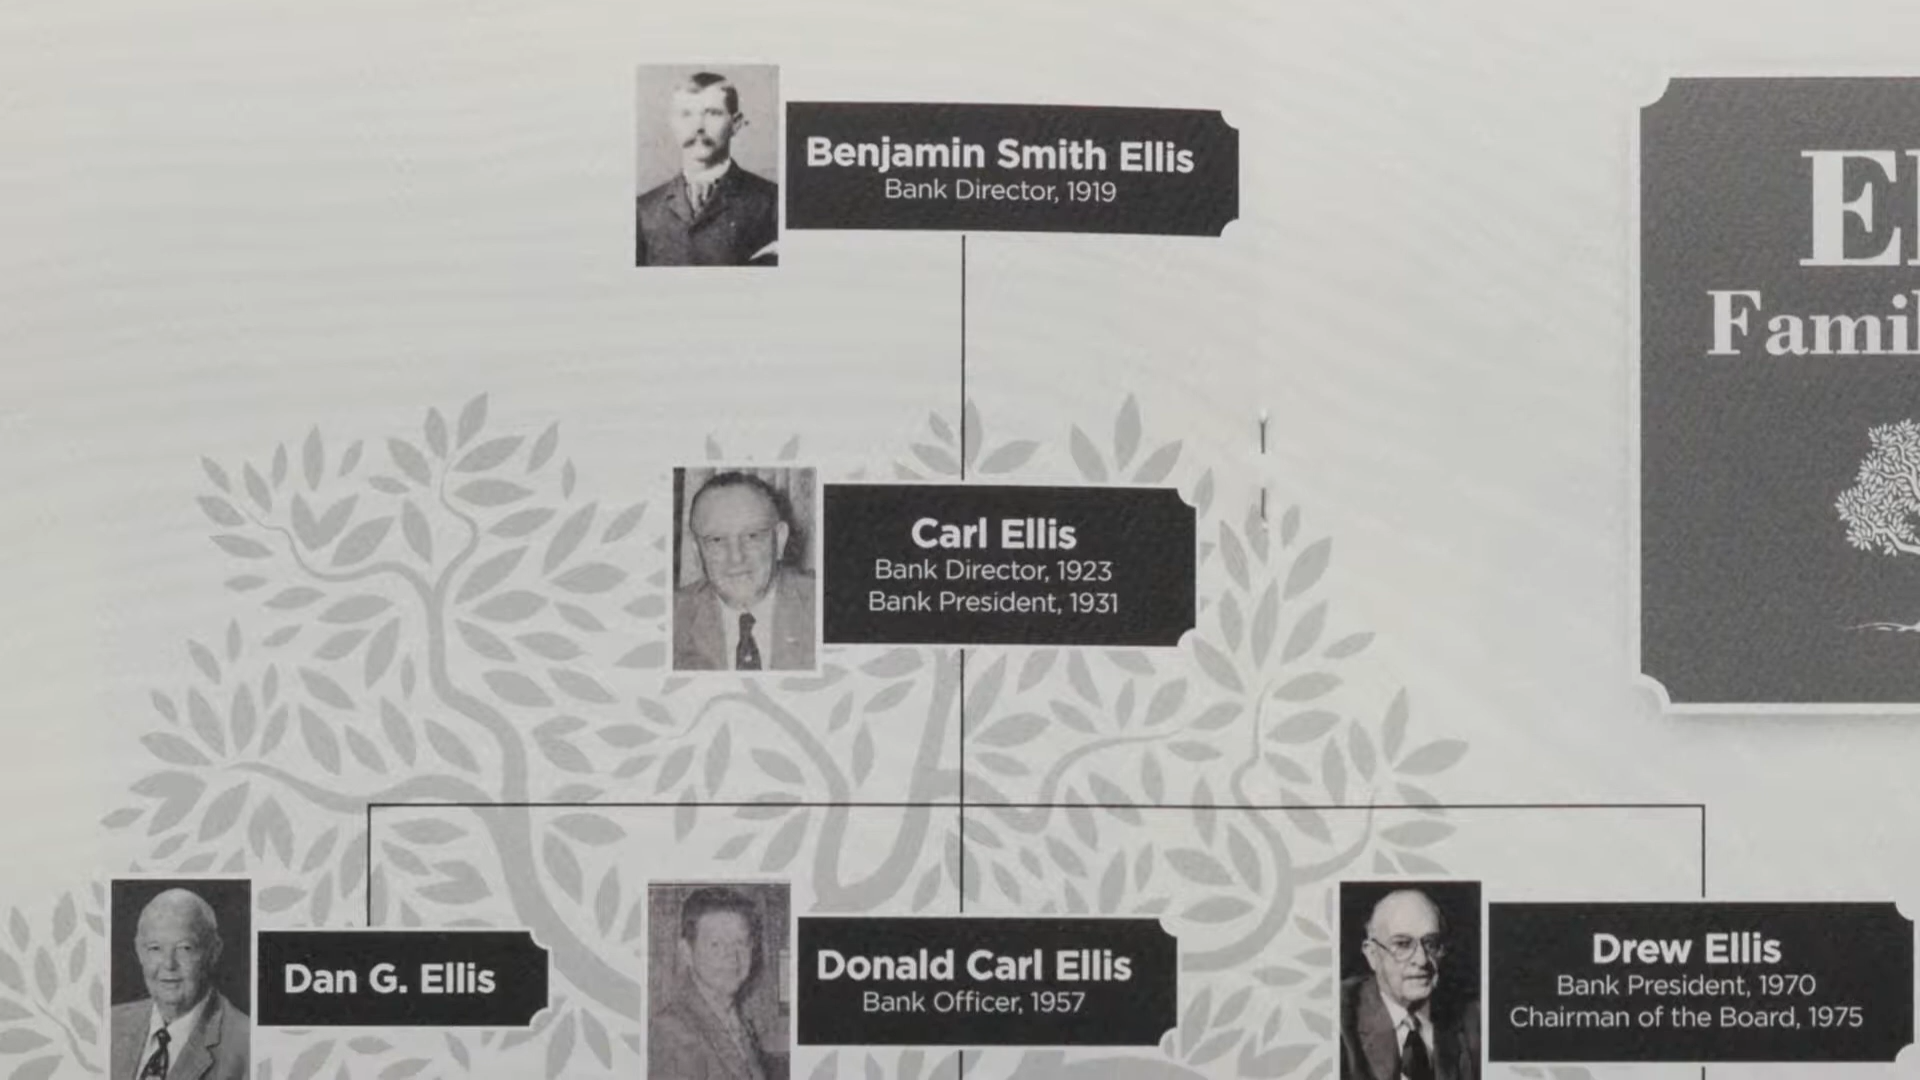 Benjamin Smith Ellis
Bank Director, 1919
Carl Ellis
Bank Director, 1923
Bank President, 1931
Dan G. Ellis
Donald Carl Ellis
Bank Officer, 1957
Drew Ellis
Bank President, 1970
Chairman of the Board, 1975